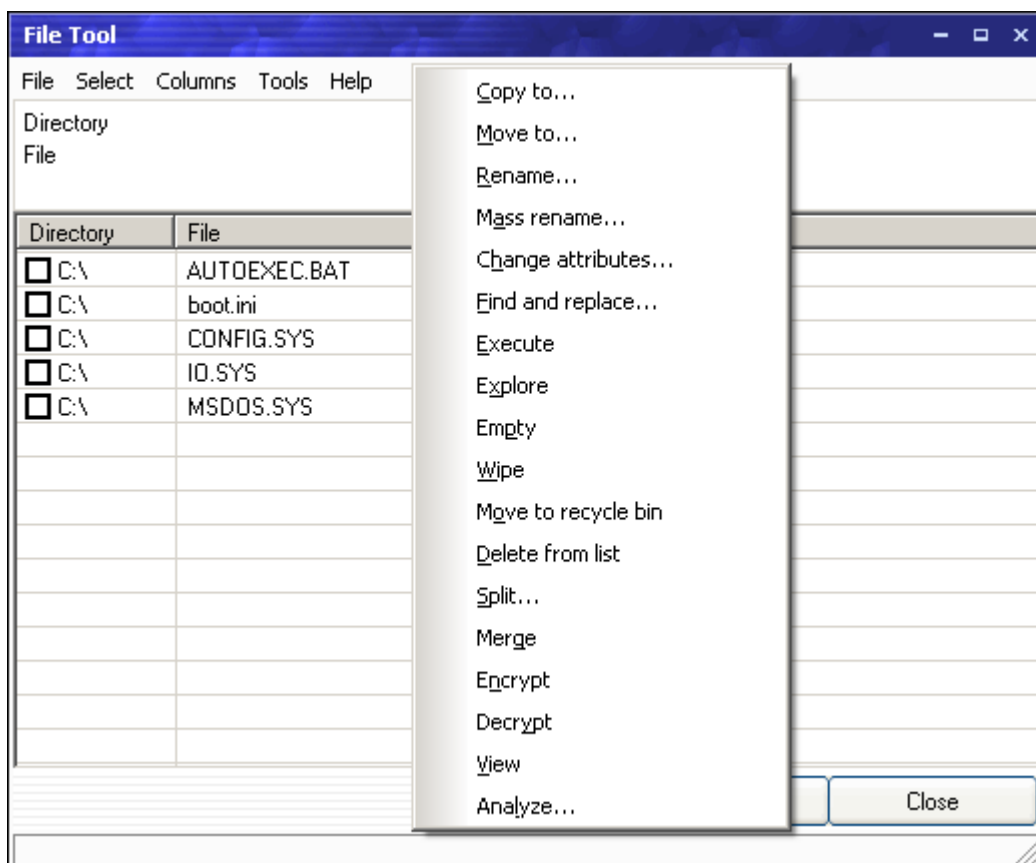 File Tool
File Select Columns Tools Help
Directory
File
Directory File
C:\ AUTOEXEC.BAT
C:\ boot.ini
C:\ CONFIG.SYS
C:\ IO.SYS
C:\ MSDOS.SYS
Copy to...
Move to...
Rename...
Mass rename...
Change attributes...
Find and replace...
Execute
Explore
Empty
Wipe
Move to recycle bin
Delete from list
Split...
Merge
Encrypt
Decrypt
View
Analyze...
Close